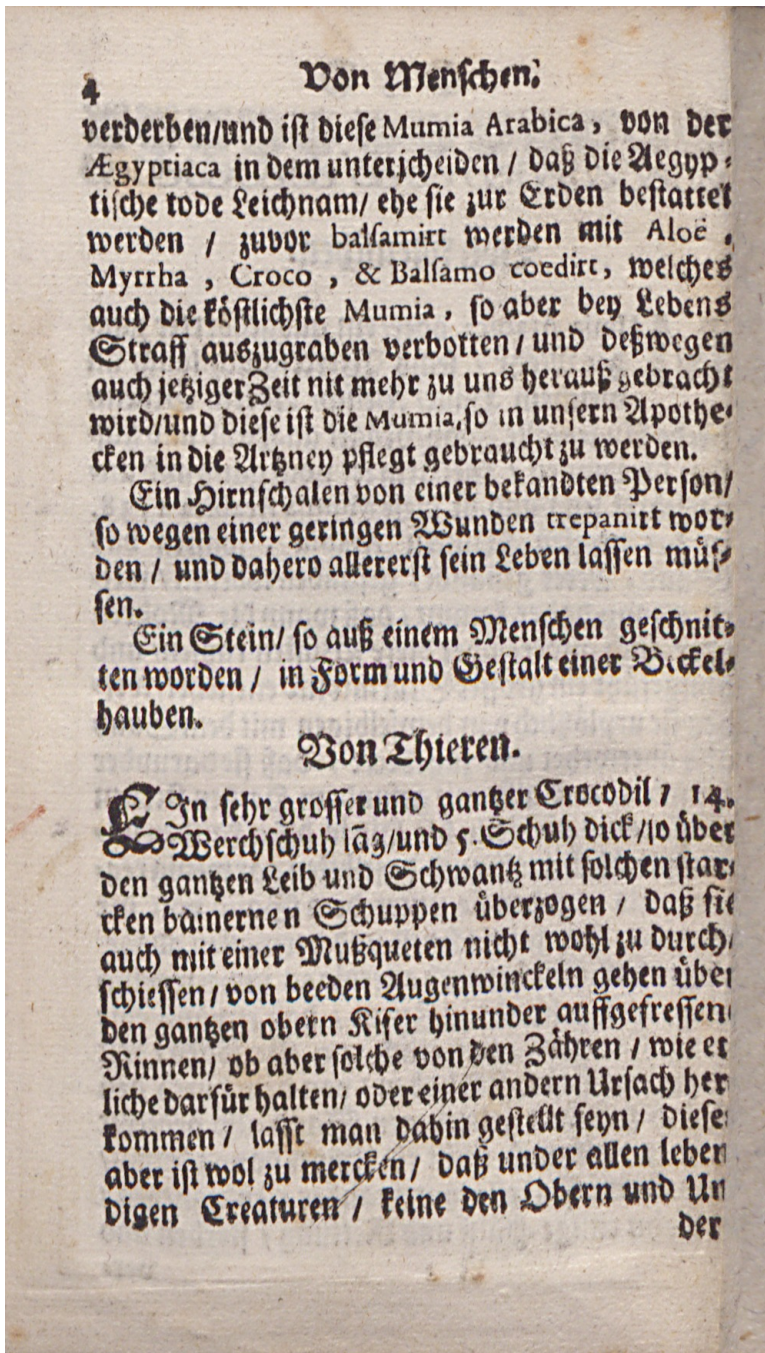 4 Von Menschen.
verderben/und ist diese Mumia Arabica, von der
Ægyptiaca in dem unterscheiden / daß die Aegyp-
tische tode Leichnam/ ehe sie zur Erden bestattet
werden / zuvor balsamirt werden mit Aloë,
Myrrha, Croco, & Balsamo coedirt, welches
auch die köstlichste Mumia, so aber bey Lebens
Straff auszugraben verbotten / und deßwegen
auch jetziger Zeit nit mehr zu uns herauß gebracht
wird/und diese ist die Mumia, so in unsern Apothe-
cken in die Artzney pflegt gebraucht zu werden.
Ein Hirnschalen von einer bekandten Person/
so wegen einer geringen Wunden trepanirt wor-
den / und dahero allererst sein Leben lassen müs-
sen.
Ein Stein/ so auß einem Menschen geschnit-
ten worden / in Form und Gestalt einer Bickel-
hauben.
Von Thieren.
EIn sehr grosser und gantzer Crocodil / 14.
Werchschuh lãg/und 5. Schuh dick/so über
den gantzen Leib und Schwantz mit solchen star-
cken bainernen Schuppen überzogen / daß sie
auch mit einer Mußqueten nicht wohl zu durch-
schiessen / von beeden Augenwinckeln gehen über
den gantzen obern Kifer hinunder auffgefressene
Rinnen/ ob aber solche von den Zähren / wie et
liche darfür halten/ oder einer andern Ursach her
kommen / lasst man dahin gestellt seyn / dieses
aber ist wol zu mercken / daß under allen leben
digen Creaturen / keine den Obern und Un
der